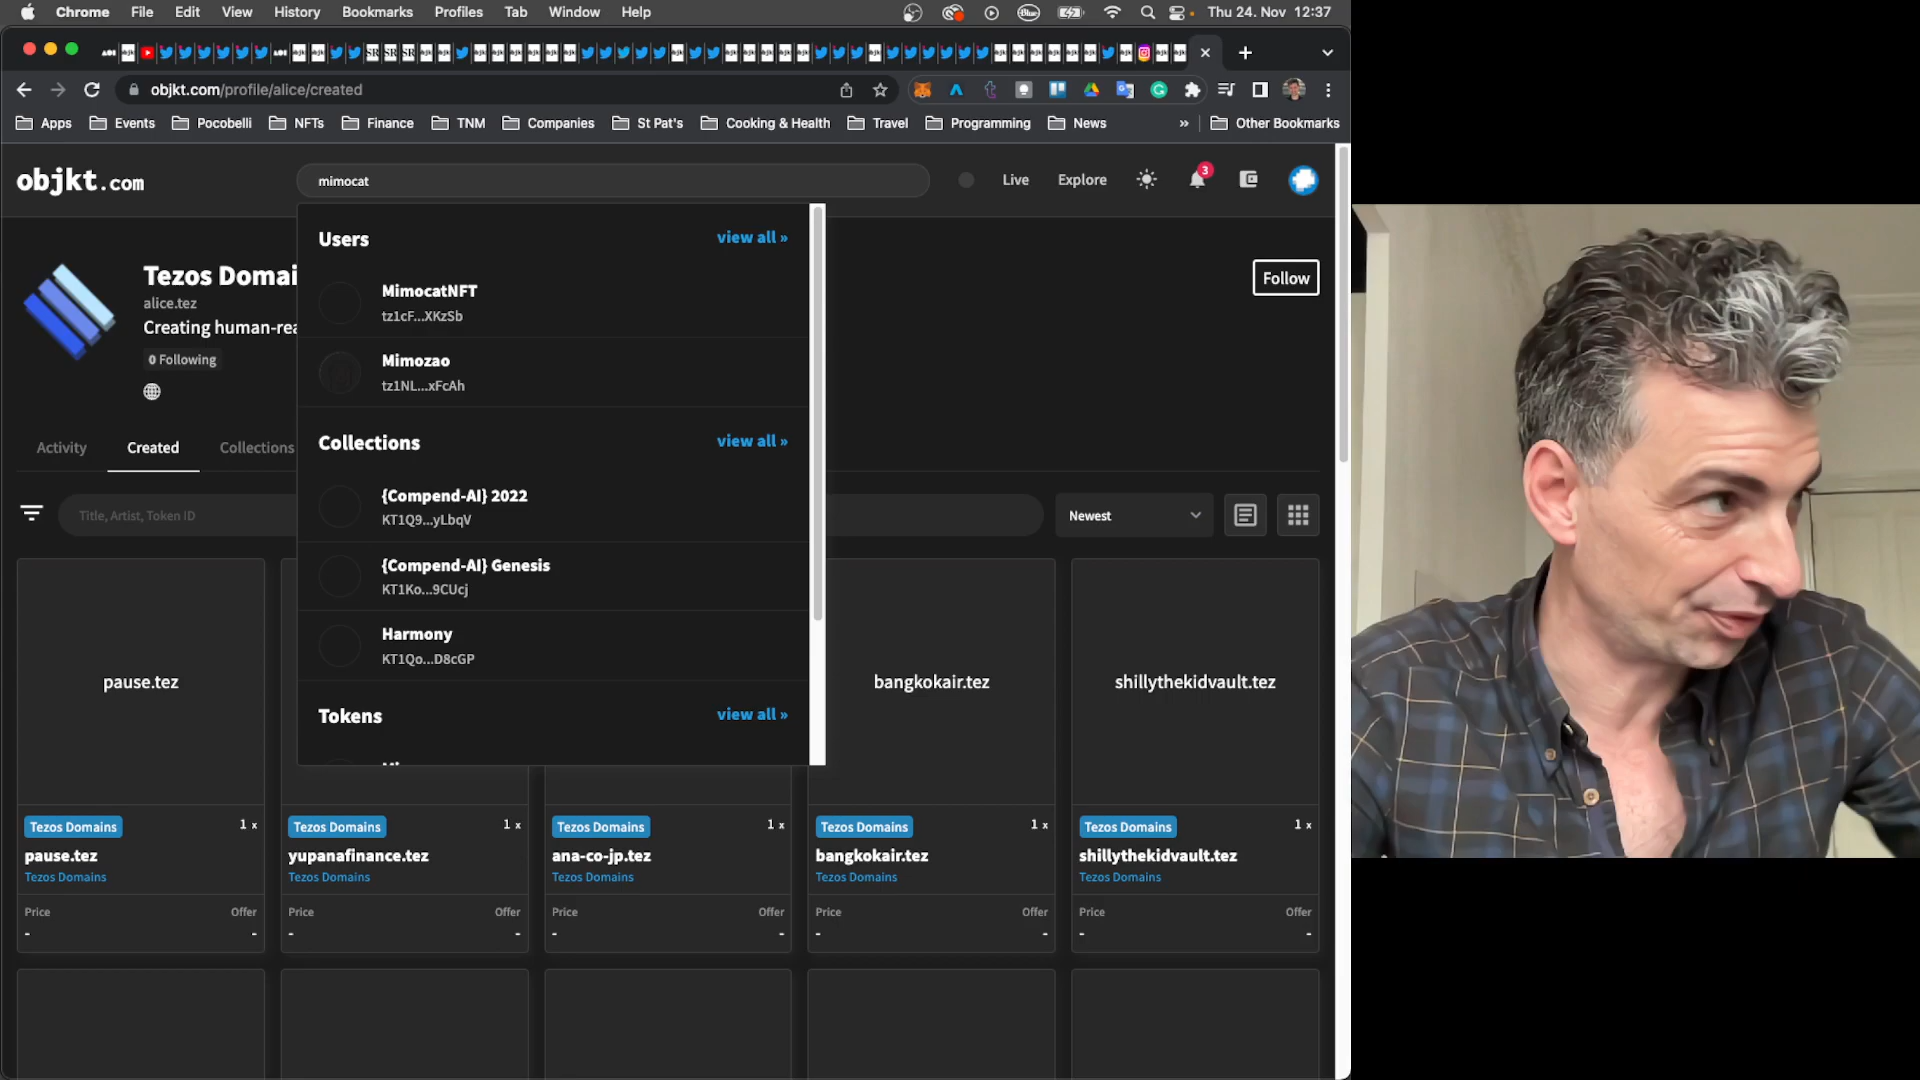 Chrome File Edit View History Bookmarks Profiles Tab Window Help
Thu 24. Nov 12:37
objkt.com/profile/alice/created
Apps Events Pocobelli NFTs Finance TNM Companies St Pat's Cooking & Health Travel Programming News » Other Bookmarks
objkt.com
mimocat
Live Explore 3
Users view all »
MimocatNFT
tz1cF...XKzSb
Mimozao
tz1NL...xFcAh
Collections view all »
{Compend-AI} 2022
KT1Q9...yLbqV
{Compend-AI} Genesis
KT1Ko...9CUcj
Harmony
KT1Qo...D8cGP
Tokens view all »
Tezos Domai
alice.tez
Creating human-rea
0 Following
Follow
Activity Created Collections
Title, Artist, Token ID
Newest
pause.tez
bangkokair.tez
shillythekidvault.tez
Tezos Domains 1 x
pause.tez
Tezos Domains
Price Offer
- -
Tezos Domains 1 x
yupanafinance.tez
Tezos Domains
Price Offer
- -
Tezos Domains 1 x
ana-co-jp.tez
Tezos Domains
Price Offer
- -
Tezos Domains 1 x
bangkokair.tez
Tezos Domains
Price Offer
- -
Tezos Domains 1 x
shillythekidvault.tez
Tezos Domains
Price Offer
- -